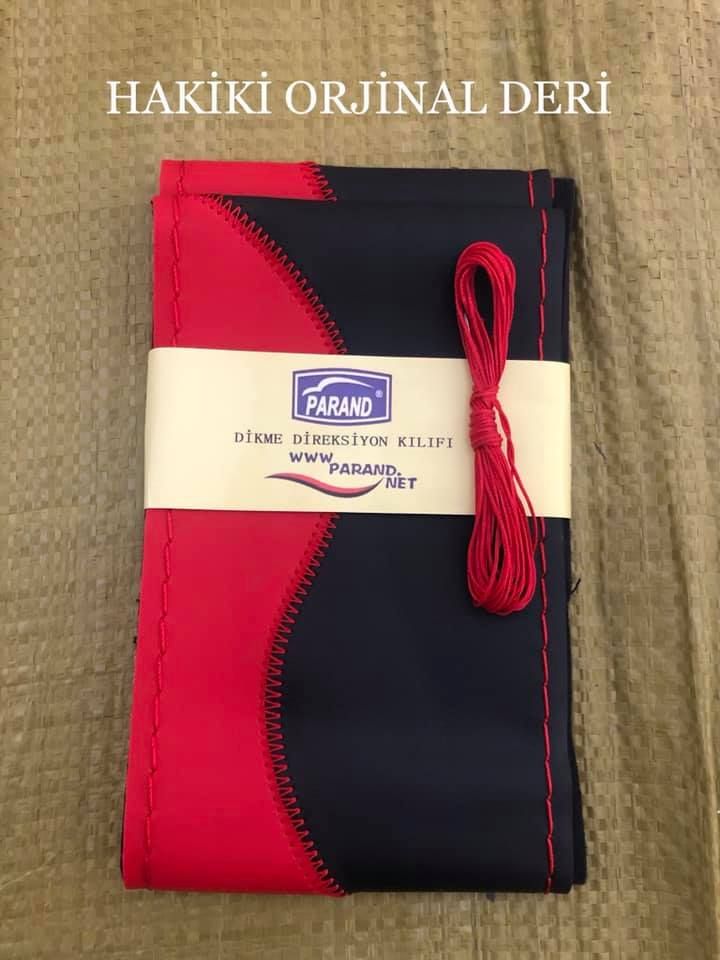 HAKİKİ ORJİNAL DERİ
PARAND ®
DİKME DİREKSİYON KILIFI
WWW
PARAND.
NET